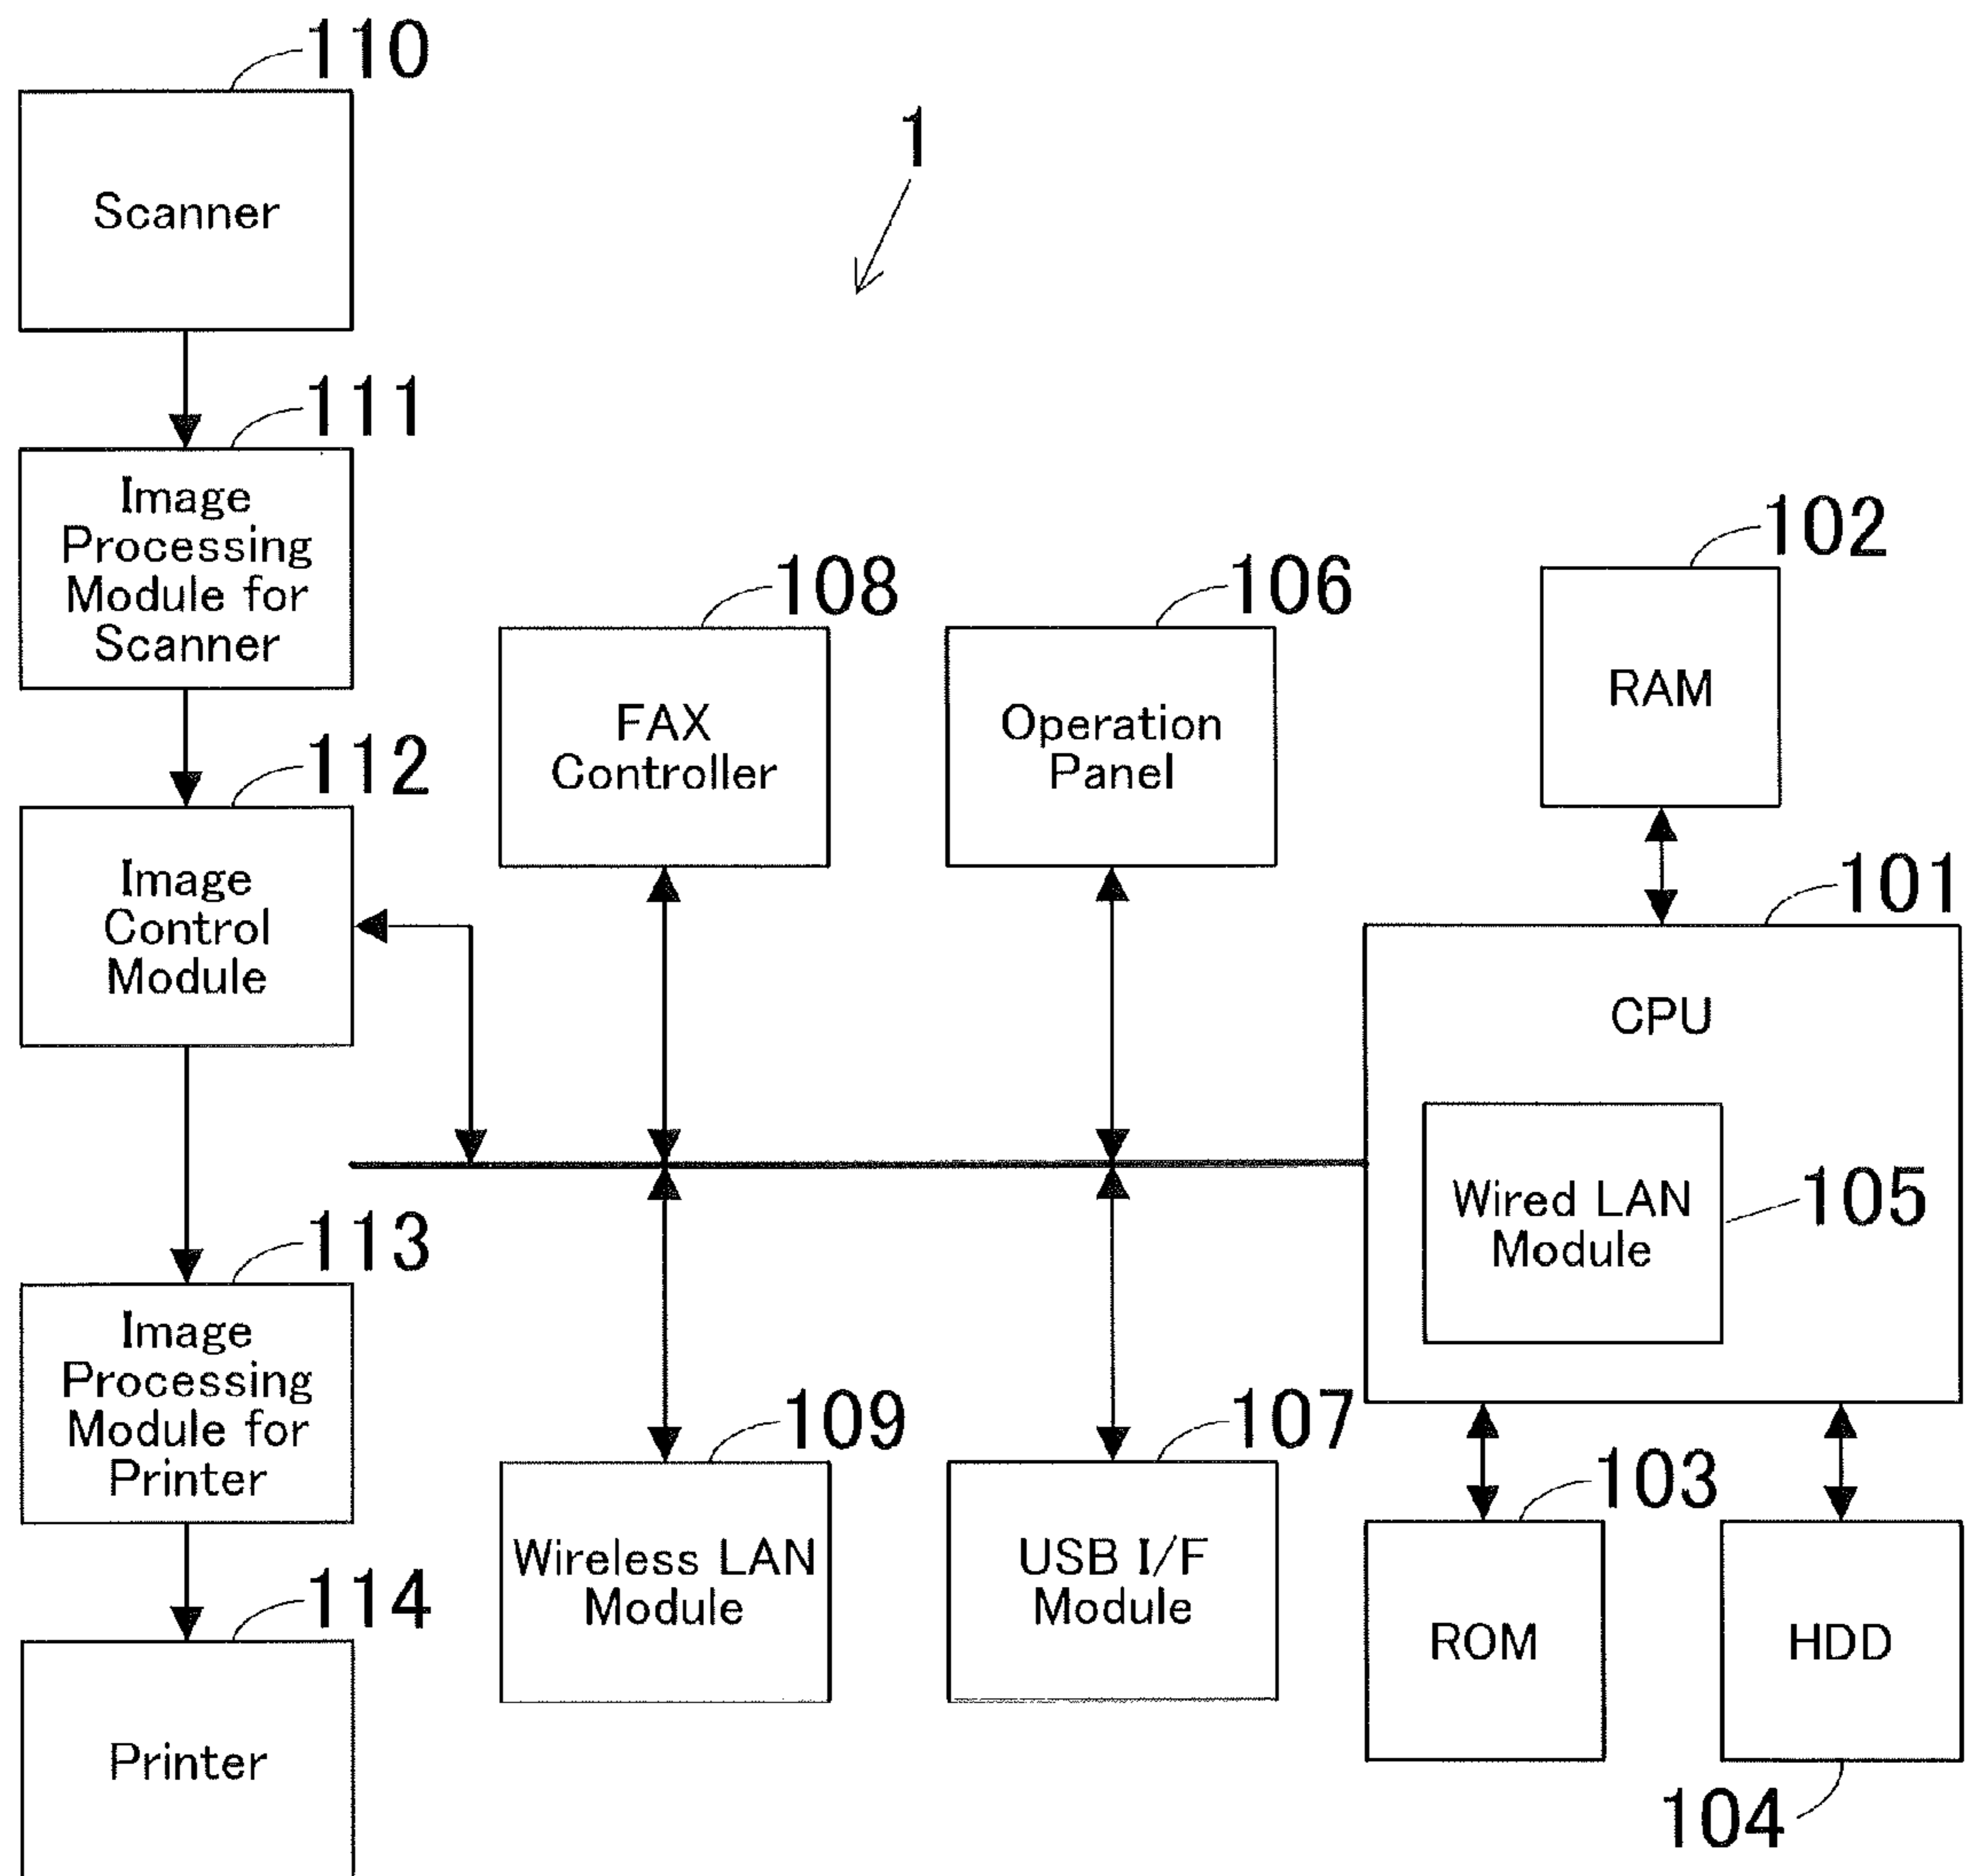 110
Scanner
1
111
Image
Processing
Module for
Scanner
102
RAM
108
FAX
Controller
106
Operation
Panel
112
Image
Control
Module
101
CPU
Wired LAN
Module
105
113
Image
Processing
Module for
Printer
109
Wireless LAN
Module
107
USB I/F
Module
103
ROM
HDD
104
114
Printer